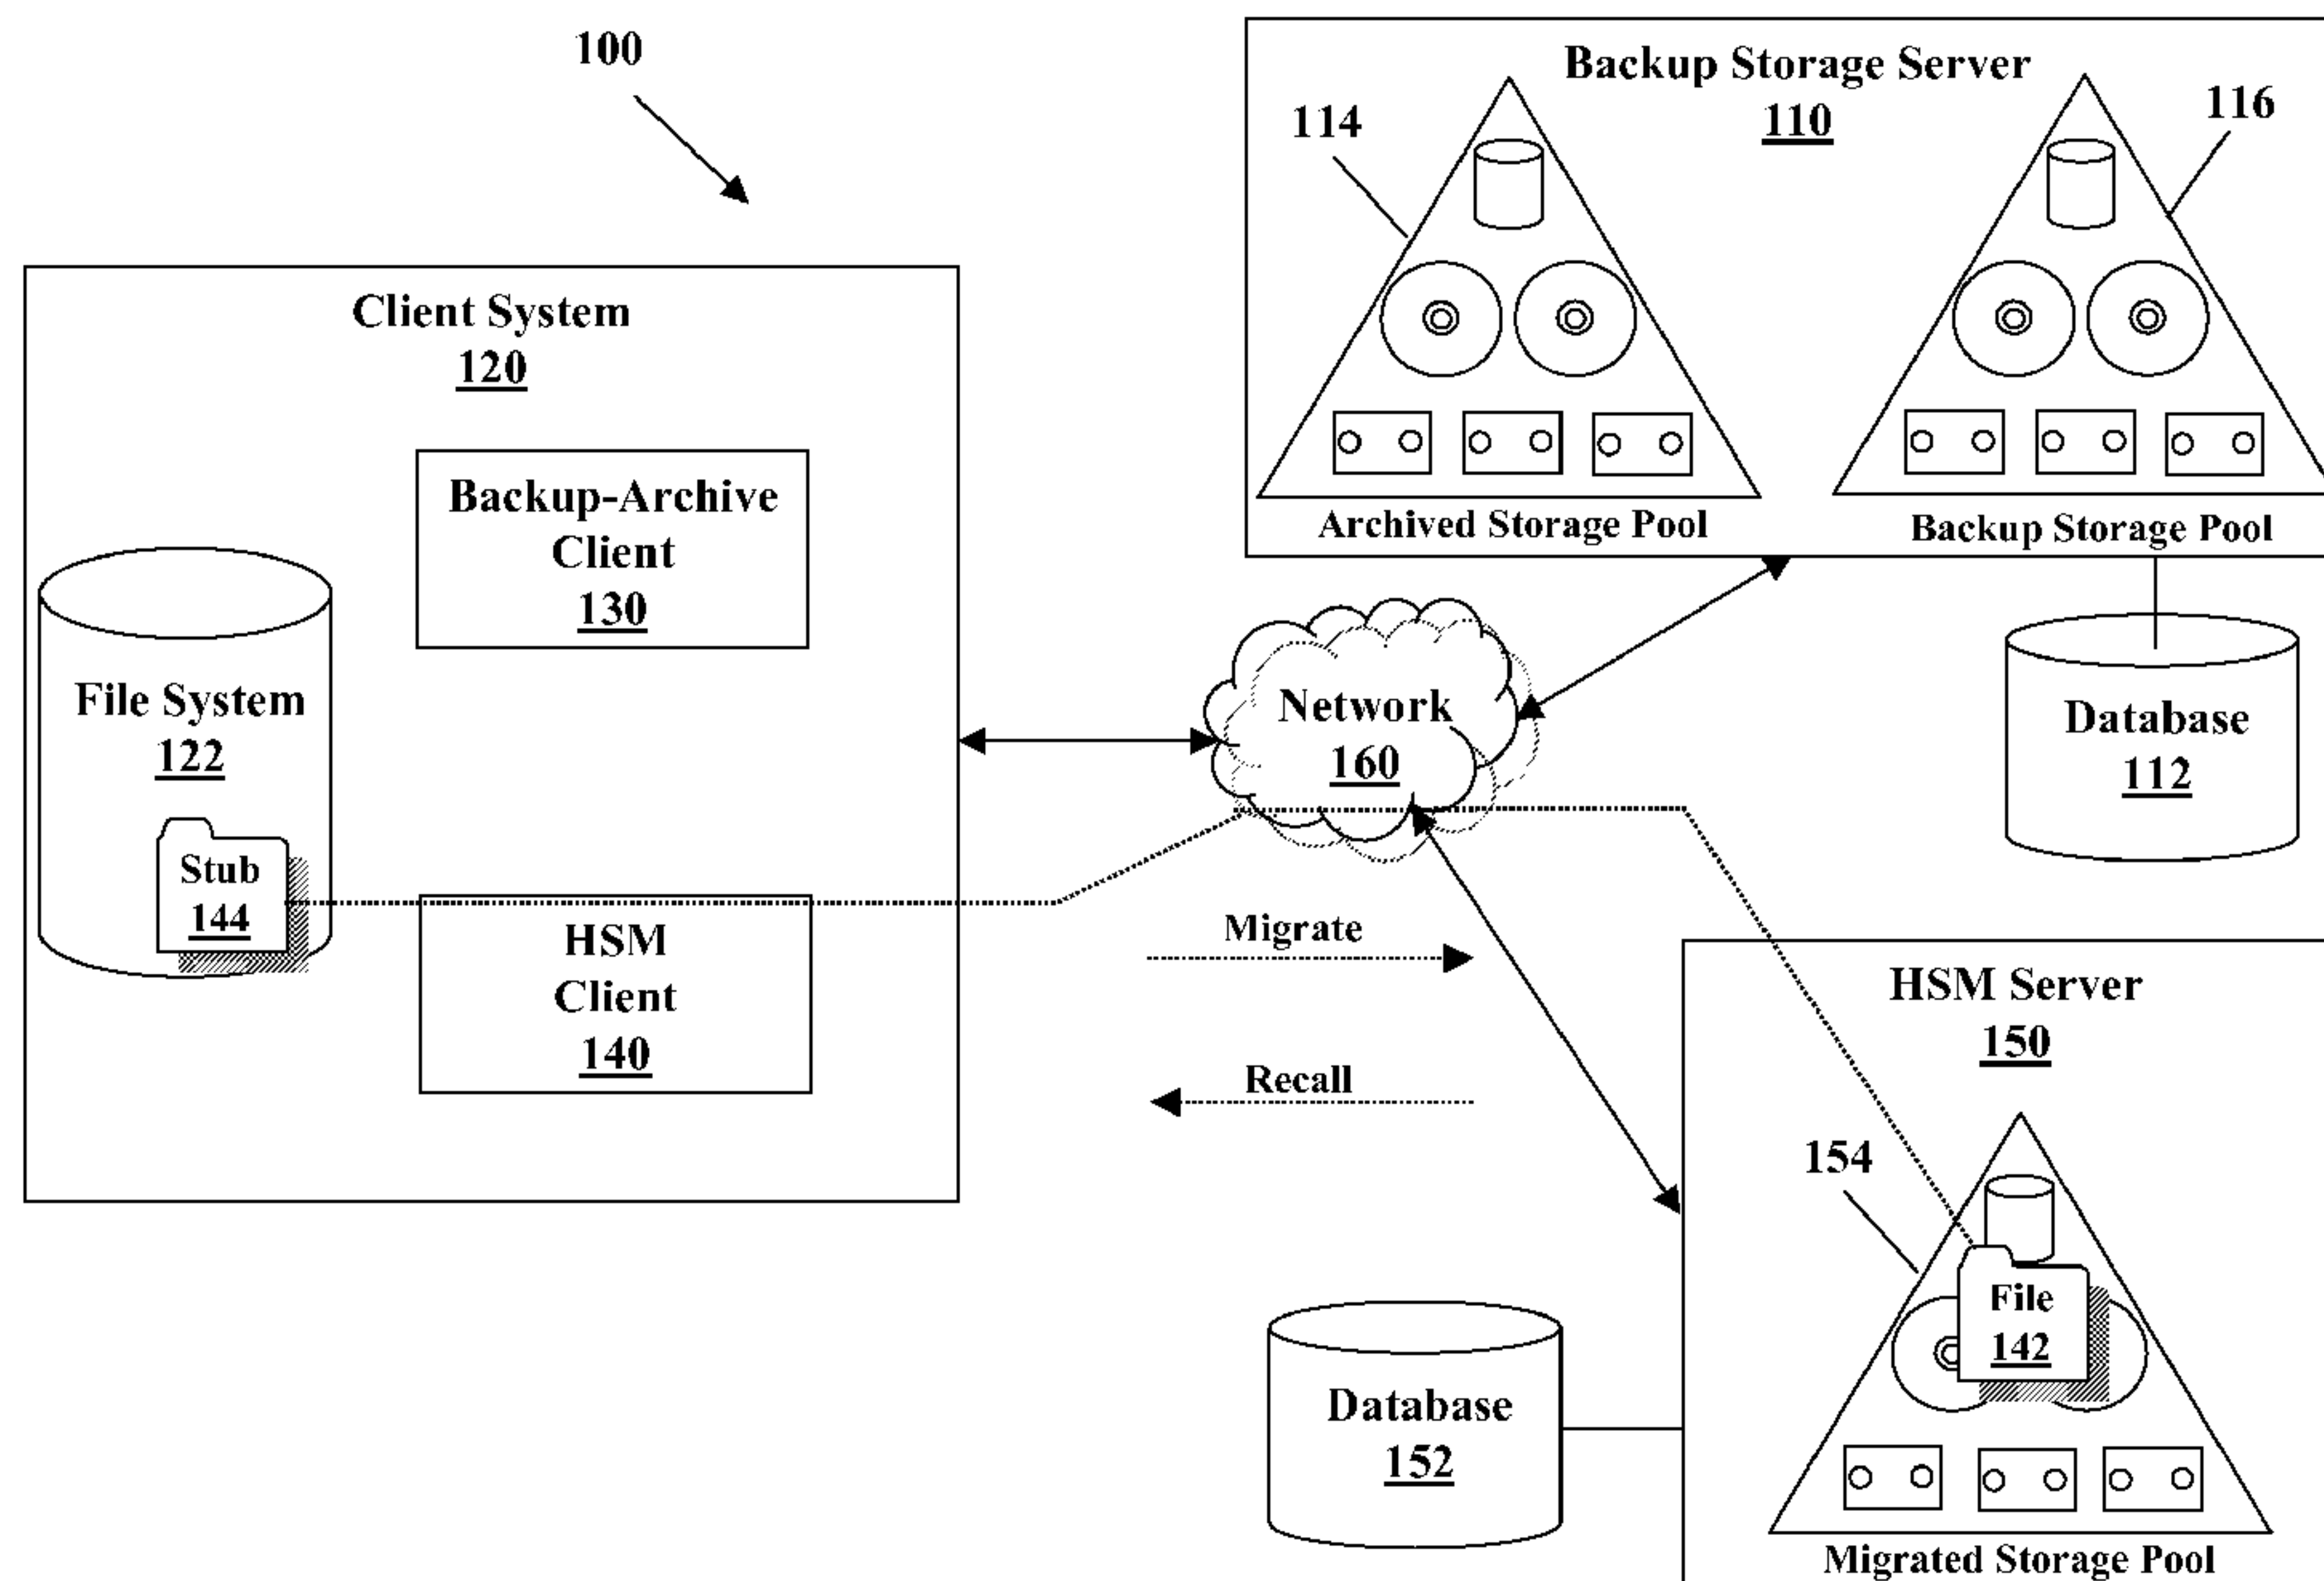 100
Backup Storage Server
110
114
116
Archived Storage Pool
Backup Storage Pool
Client System
120
Backup-Archive
Client
130
File System
122
Stub
144
HSM
Client
140
Network
160
Database
112
Migrate
Recall
HSM Server
150
154
File
142
Migrated Storage Pool
Database
152